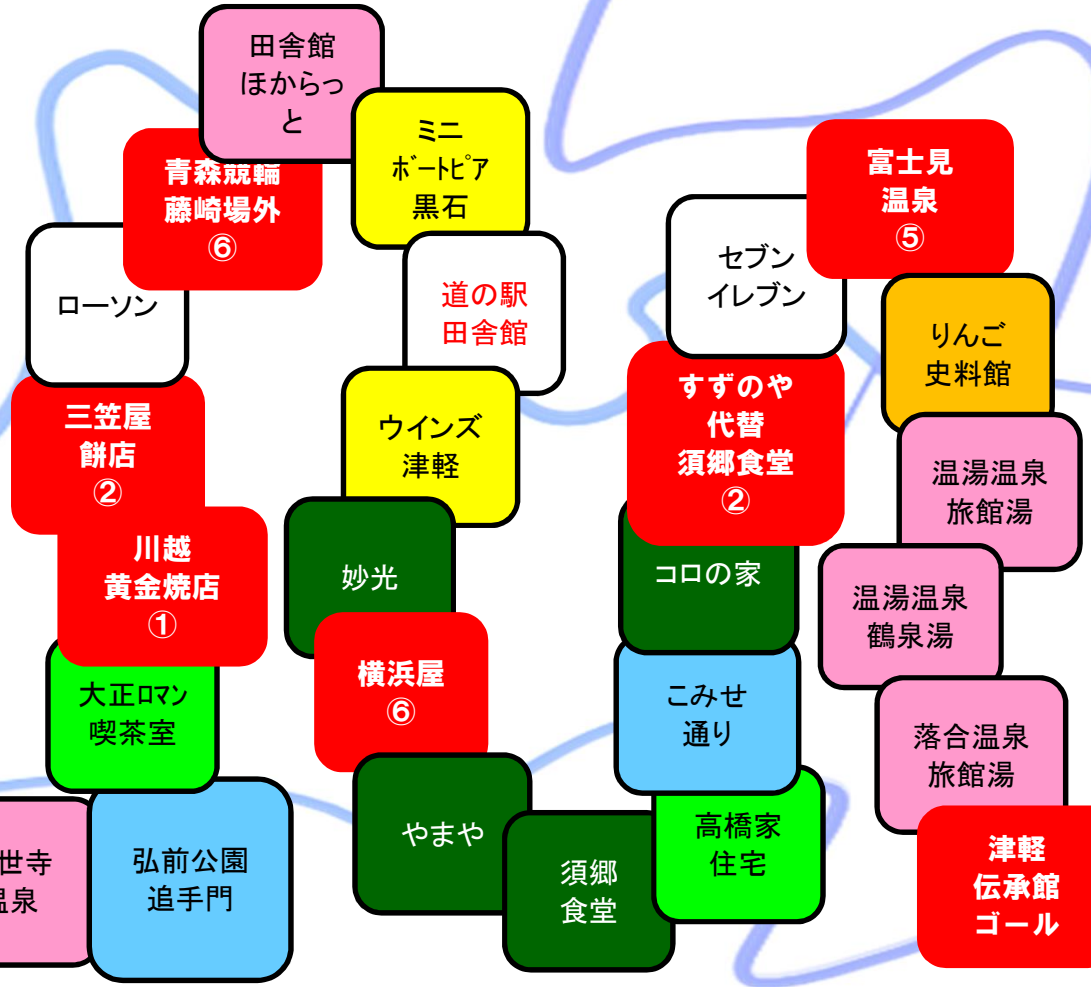 田舎館
ほからっ
と
ミニ
ボートピア
黒石
青森競輪
藤崎場外
⑥
ローソン
道の駅
田舎館
三笠屋
餅店
②
ウインズ
津軽
川越
黄金焼店
①
妙光
大正ロマン
喫茶室
横浜屋
⑥
世寺
温泉
弘前公園
追手門
やまや
須郷
食堂
高橋家
住宅
こみせ
通り
コロの家
すずのや
代替
須郷食堂
②
セブン
イレブン
富士見
温泉
⑤
りんご
史料館
温湯温泉
旅館湯
温湯温泉
鶴泉湯
落合温泉
旅館湯
津軽
伝承館
ゴール